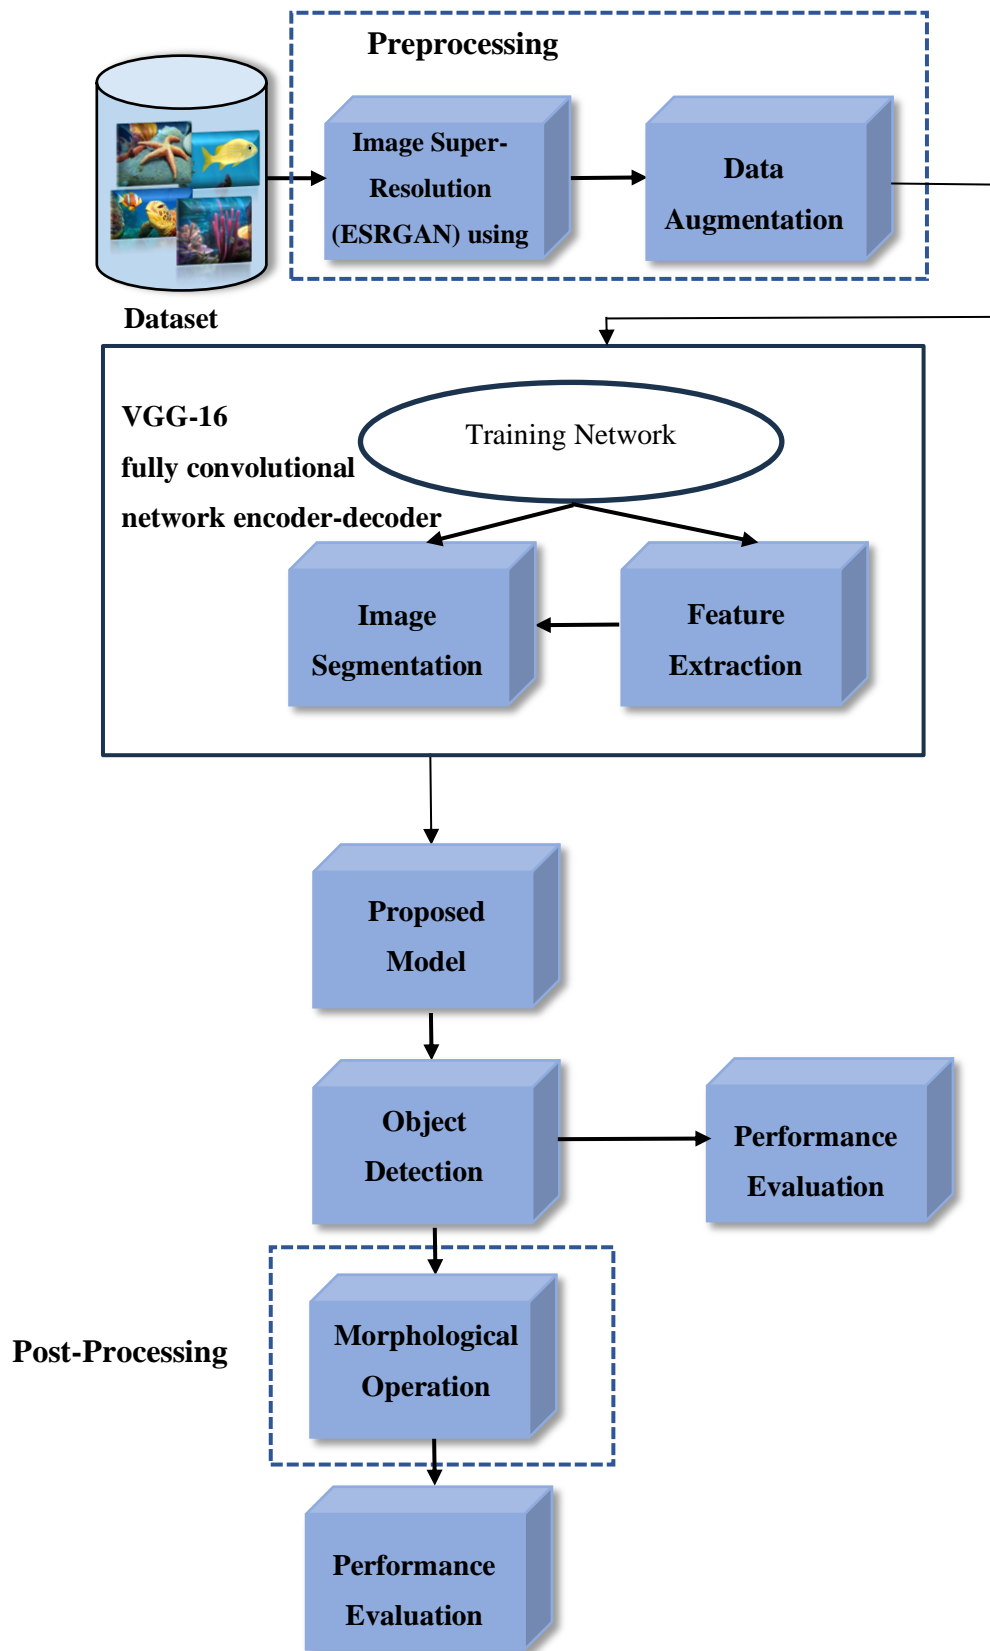 Preprocessing
Image Super-
Resolution
(ESRGAN) using
Data
Augmentation
Dataset
VGG-16
fully convolutional
network encoder-decoder
Training Network
Image
Segmentation
Feature
Extraction
Proposed
Model
Object
Detection
Performance
Evaluation
Post-Processing
Morphological
Operation
Performance
Evaluation